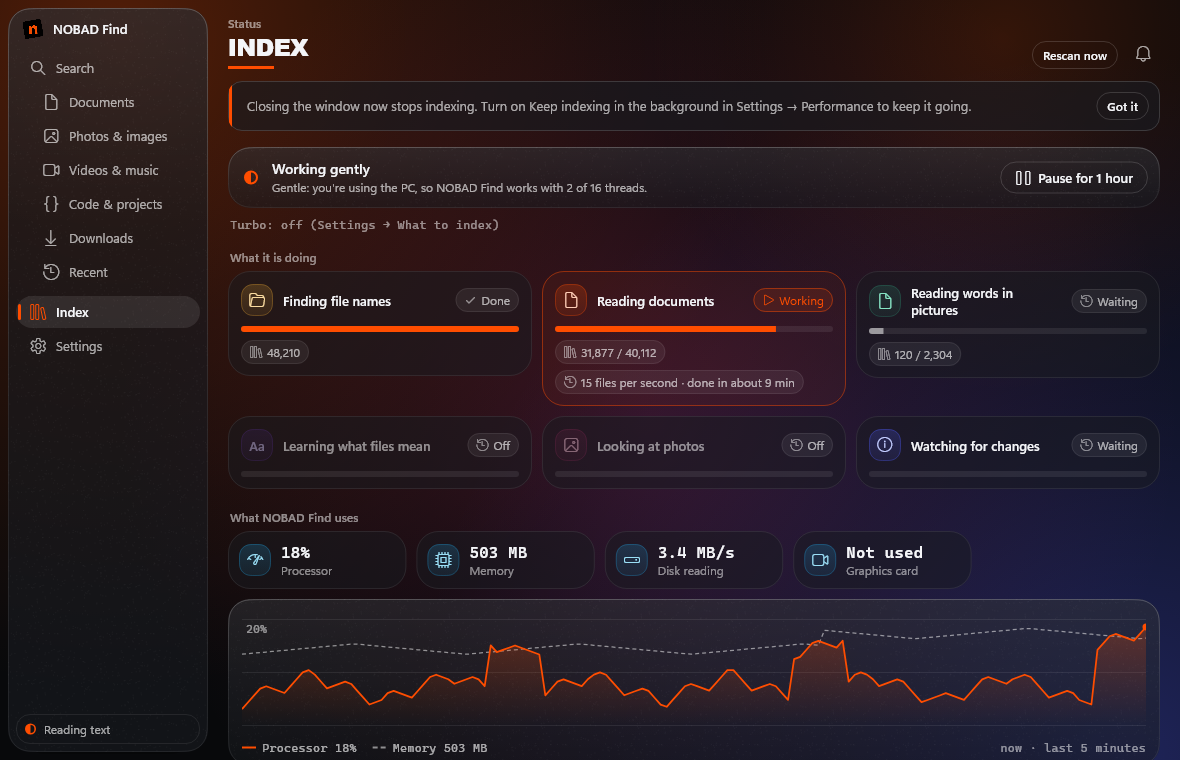 NOBAD Find
Search
Documents
Photos & images
Videos & music
Code & projects
Downloads
Recent
Index
Settings
Reading text
Status
INDEX
Rescan now
Closing the window now stops indexing. Turn on Keep indexing in the background in Settings → Performance to keep it going.
Got it
Working gently
Gentle: you're using the PC, so NOBAD Find works with 2 of 16 threads.
Pause for 1 hour
Turbo: off (Settings → What to index)
What it is doing
Finding file names
Done
48,210
Reading documents
Working
31,877 / 40,112
15 files per second · done in about 9 min
Reading words in
pictures
Waiting
120 / 2,304
Aa
Learning what files mean
Off
Looking at photos
Off
Watching for changes
Waiting
What NOBAD Find uses
18%
Processor
503 MB
Memory
3.4 MB/s
Disk reading
Not used
Graphics card
20%
Processor 18%
Memory 503 MB
now · last 5 minutes